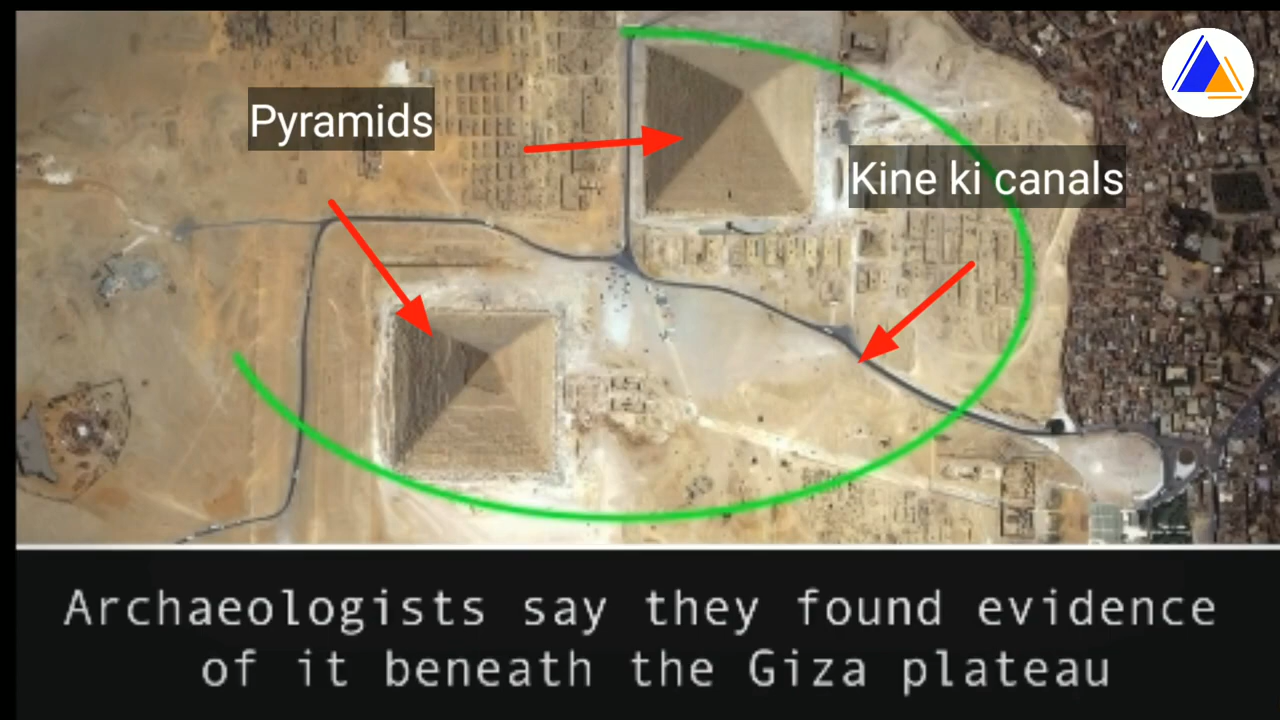 Pyramids
Kine ki canals
Archaeologists say they found evidence
of it beneath the Giza plateau